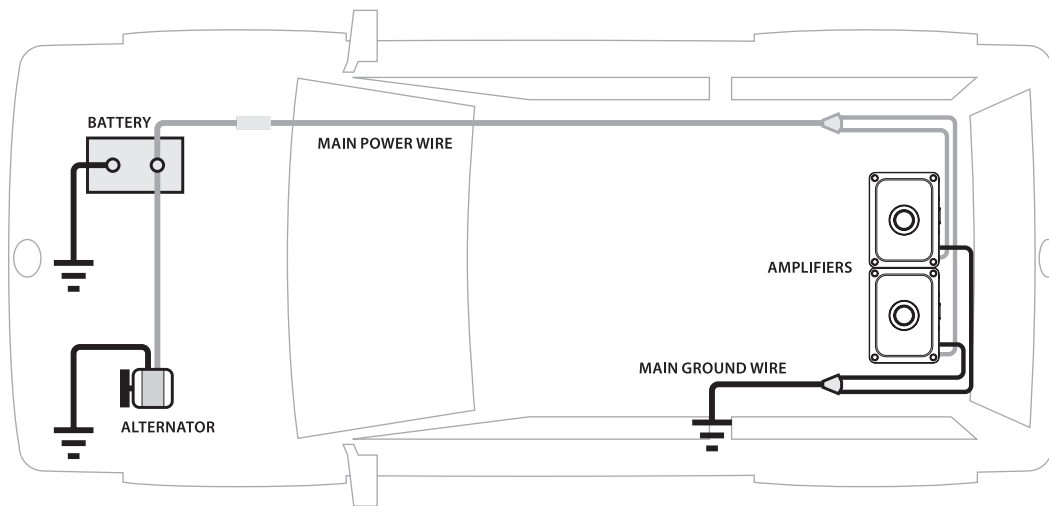 BATTERY
MAIN POWER WIRE
AMPLIFIERS
MAIN GROUND WIRE
ALTERNATOR